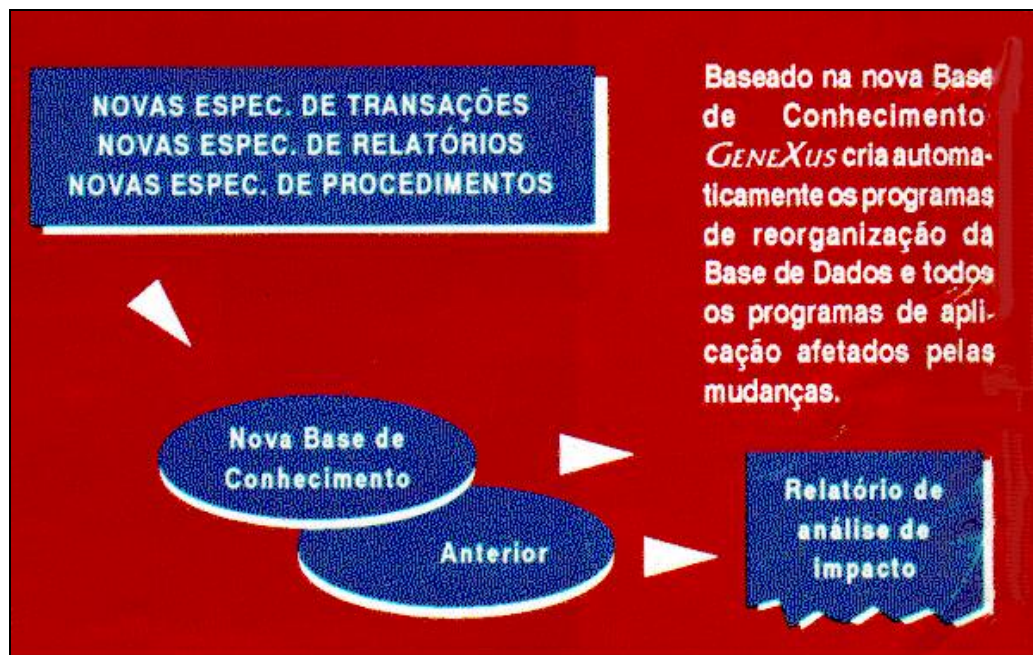 NOVAS ESPEC. DE TRANSAÇÕES
NOVAS ESPEC. DE RELATÓRIOS
NOVAS ESPEC. DE PROCEDIMENTOS
Baseado na nova Base
de Conhecimento
GENEXUS cria automa-
ticamente os programas
de reorganização da
Base de Dados e todos
os programas de apli-
cação afetados pelas
mudanças.
Nova Base de
Conhecimento
Anterior
Relatório de
análise de
impacto